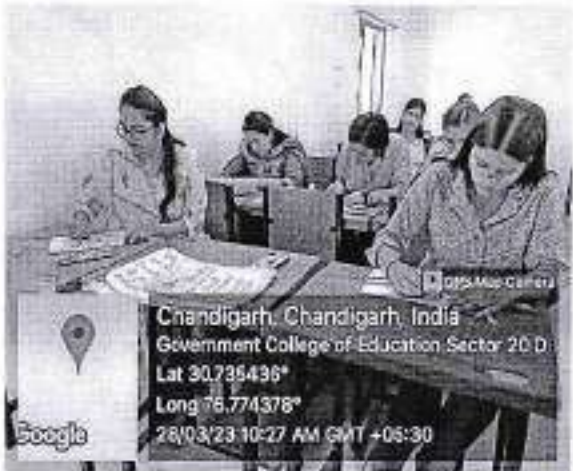 GPS Map Camera
Chandigarh, Chandigarh, India
Government College of Education Sector 20 D
Lat 30.735436°
Long 76.774378°
28/03/23 10:27 AM GMT +05:30
Google